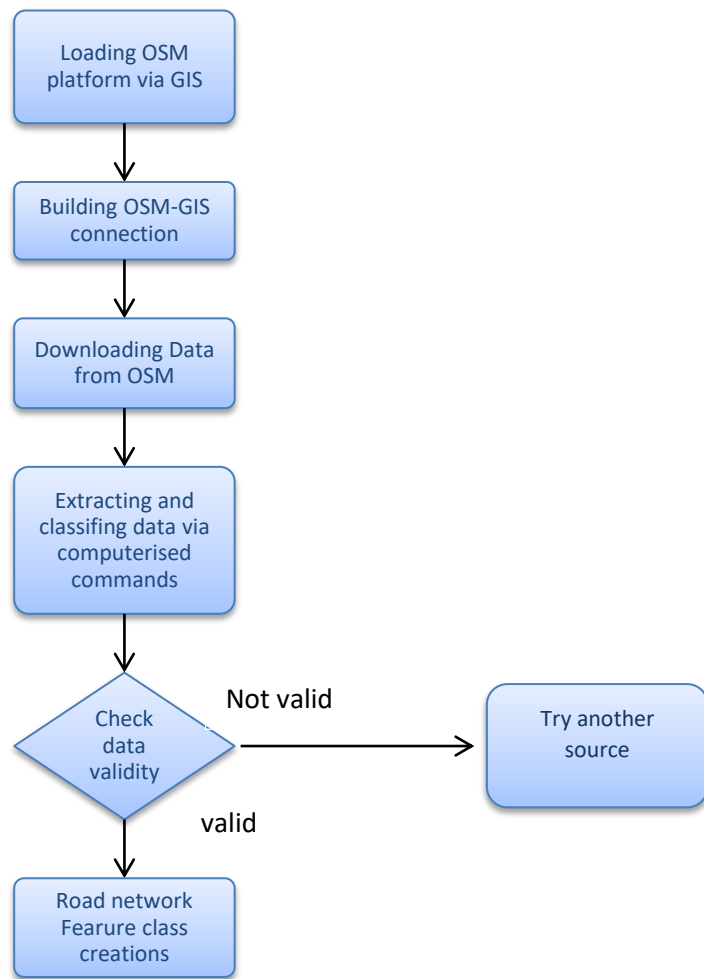 Loading OSM
platform via GIS
Building OSM-GIS
connection
Downloading Data
from OSM
Extracting and
classifing data via
computerised
commands
Check
data
validity
Not valid
Try another
source
valid
Road network
Fearure class
creations